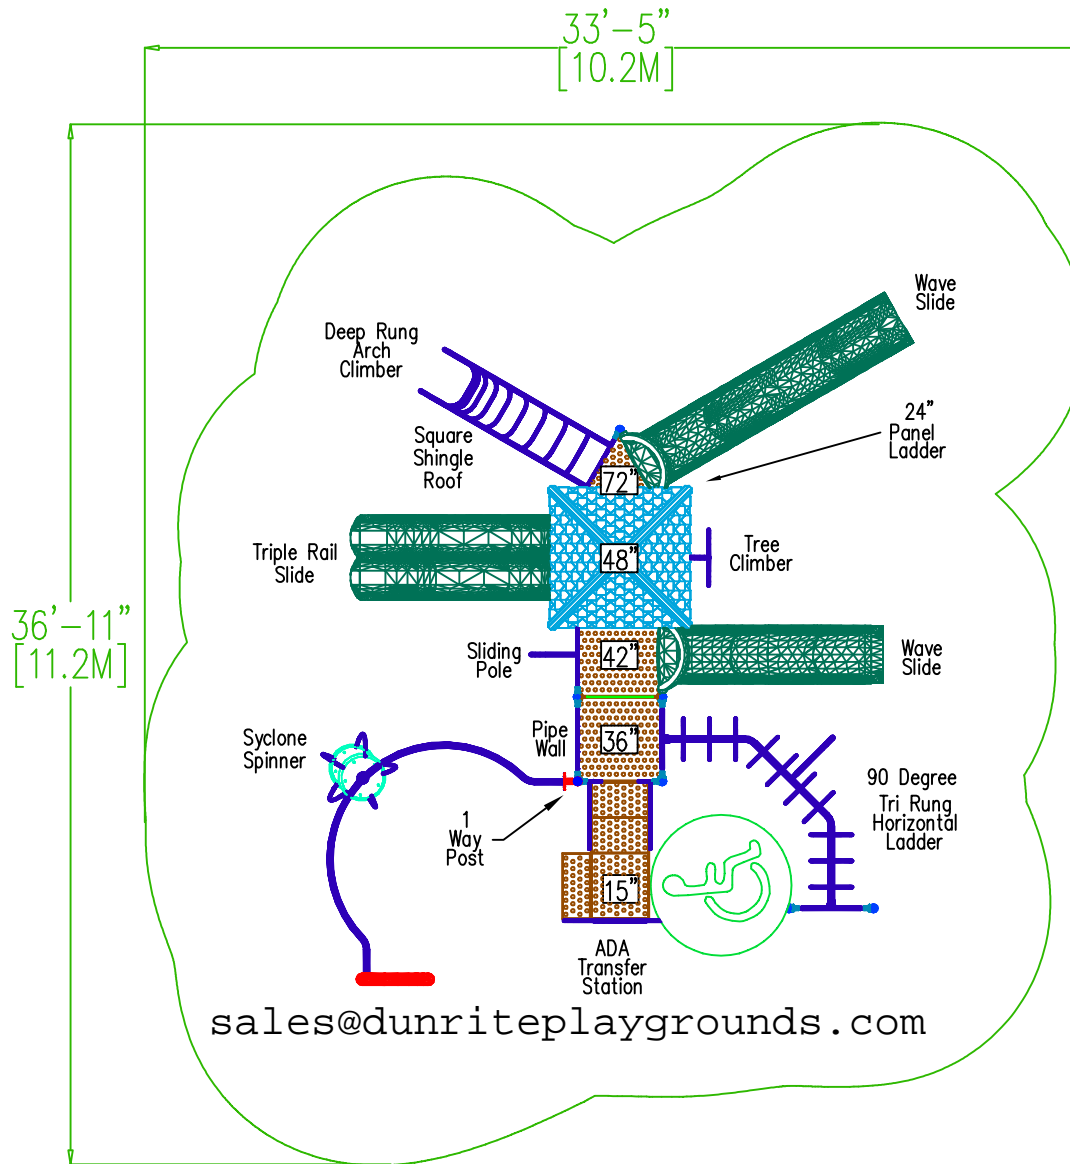 33'-5"
[10.2M]
Wave
Slide
Deep Rung
Arch
Climber
24"
Panel
Ladder
Square
Shingle
Roof
72"
Triple Rail
Slide
48"
Tree
Climber
36'-11"
[11.2M]
Sliding
Pole
42"
Wave
Slide
Syclone
Spinner
Pipe
Wall
36"
90 Degree
Tri Rung
Horizontal
Ladder
1
Way
Post
15"
ADA
Transfer
Station
sales@dunriteplaygrounds.com